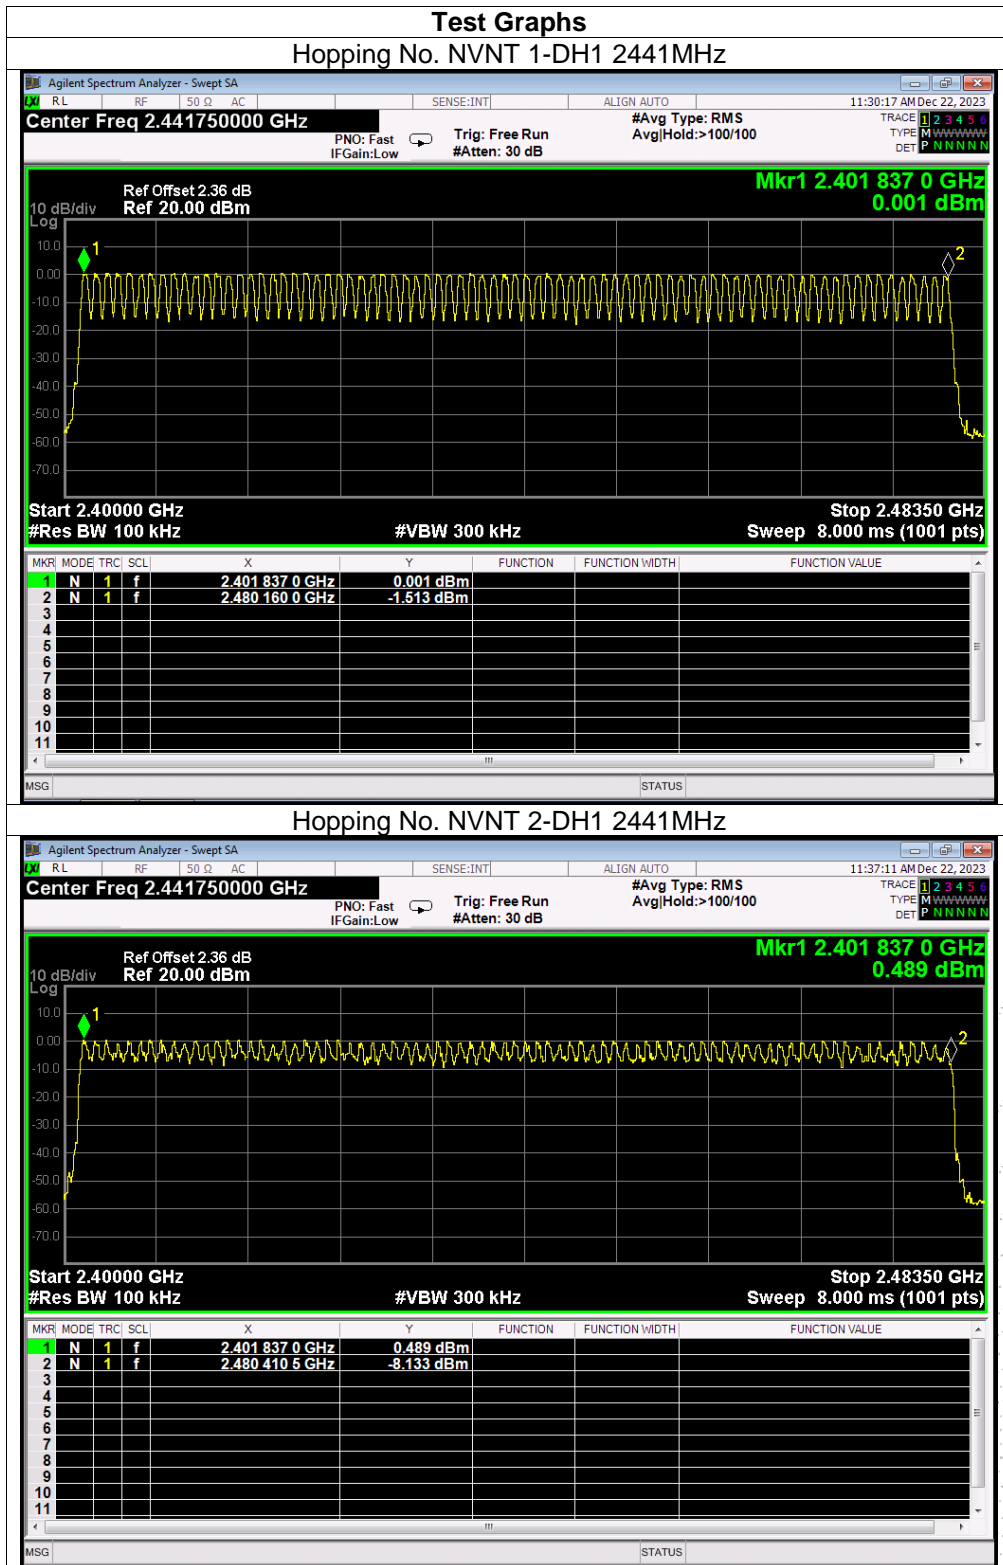 Test Graphs
Hopping No. NVNT 1-DH1 2441MHz
Agilent Spectrum Analyzer - Swept SA
LXI RL RF 50 Ω AC SENSE:INT ALIGN AUTO 11:30:17 AM Dec 22, 2023
Center Freq 2.441750000 GHz #Avg Type: RMS TRACE 1 2 3 4 5 6
PNO: Fast Trig: Free Run Avg|Hold:>100/100 TYPE M WWWWW
IFGain:Low #Atten: 30 dB DET P N N N N N
Mkr1 2.401 837 0 GHz
Ref Offset 2.36 dB
10 dB/div Ref 20.00 dBm 0.001 dBm
Log
10.0
1
2
0.00
-10.0
-20.0
-30.0
-40.0
-50.0
-60.0
-70.0
Start 2.40000 GHz Stop 2.48350 GHz
#Res BW 100 kHz #VBW 300 kHz Sweep 8.000 ms (1001 pts)
MKR MODE TRC SCL X Y FUNCTION FUNCTION WIDTH FUNCTION VALUE
1 N 1 f 2.401 837 0 GHz 0.001 dBm
2 N 1 f 2.480 160 0 GHz -1.513 dBm
3
4
5
6
7
8
9
10
11
MSG STATUS
Hopping No. NVNT 2-DH1 2441MHz
Agilent Spectrum Analyzer - Swept SA
LXI RL RF 50 Ω AC SENSE:INT ALIGN AUTO 11:37:11 AM Dec 22, 2023
Center Freq 2.441750000 GHz #Avg Type: RMS TRACE 1 2 3 4 5 6
PNO: Fast Trig: Free Run Avg|Hold:>100/100 TYPE M WWWWW
IFGain:Low #Atten: 30 dB DET P N N N N N
Mkr1 2.401 837 0 GHz
Ref Offset 2.36 dB
10 dB/div Ref 20.00 dBm 0.489 dBm
Log
10.0
1
2
0.00
-10.0
-20.0
-30.0
-40.0
-50.0
-60.0
-70.0
Start 2.40000 GHz Stop 2.48350 GHz
#Res BW 100 kHz #VBW 300 kHz Sweep 8.000 ms (1001 pts)
MKR MODE TRC SCL X Y FUNCTION FUNCTION WIDTH FUNCTION VALUE
1 N 1 f 2.401 837 0 GHz 0.489 dBm
2 N 1 f 2.480 410 5 GHz -8.133 dBm
3
4
5
6
7
8
9
10
11
MSG STATUS